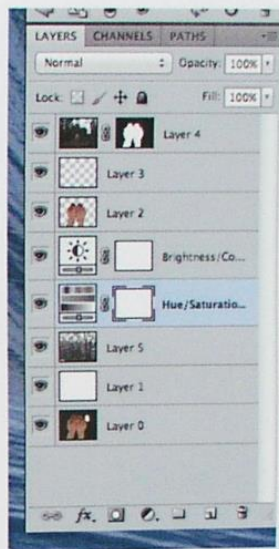 LAYERS CHANNELS PATHS
Normal Opacity: 100%
Lock: Fill: 100%
Layer 4
Layer 3
Layer 2
Brightness/Co...
Hue/Saturatio...
Layer 5
Layer 1
Layer 0
fx.